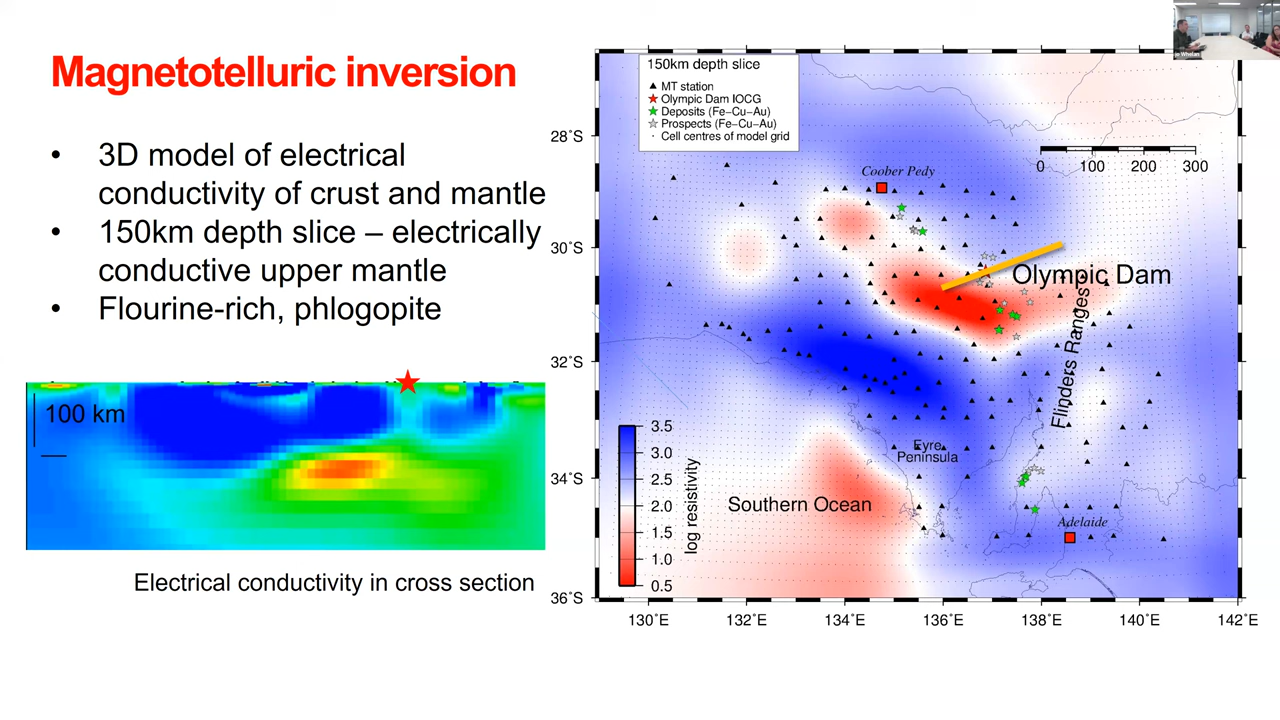 Magnetotelluric inversion
• 3D model of electrical
conductivity of crust and mantle
• 150km depth slice – electrically
conductive upper mantle
• Flourine-rich, phlogopite
100 km
Electrical conductivity in cross section
150km depth slice
MT station
Olympic Dam IOCG
Deposits (Fe−Cu−Au)
Prospects (Fe−Cu−Au)
Cell centres of model grid
0 100 200 300
Coober Pedy
Olympic Dam
Flinders Ranges
Eyre
Peninsula
Southern Ocean
Adelaide
3.5
3.0
2.5
2.0
1.5
1.0
0.5
log resistivity
28˚S
30˚S
32˚S
34˚S
36˚S
130˚E 132˚E 134˚E 136˚E 138˚E 140˚E 142˚E
Whelan